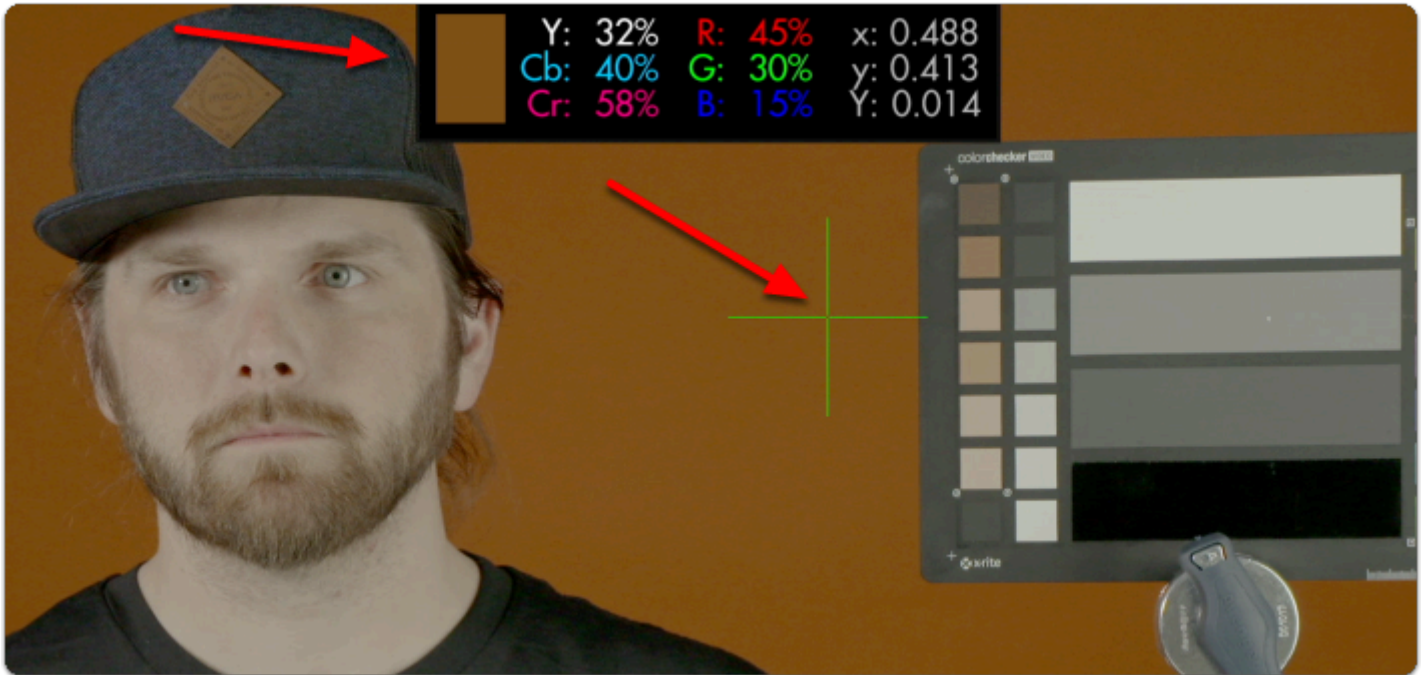 Y: 32% R: 45% x: 0.488
Cb: 40% G: 30% y: 0.413
Cr: 58% B: 15% Y: 0.014
colorchecker
x-rite